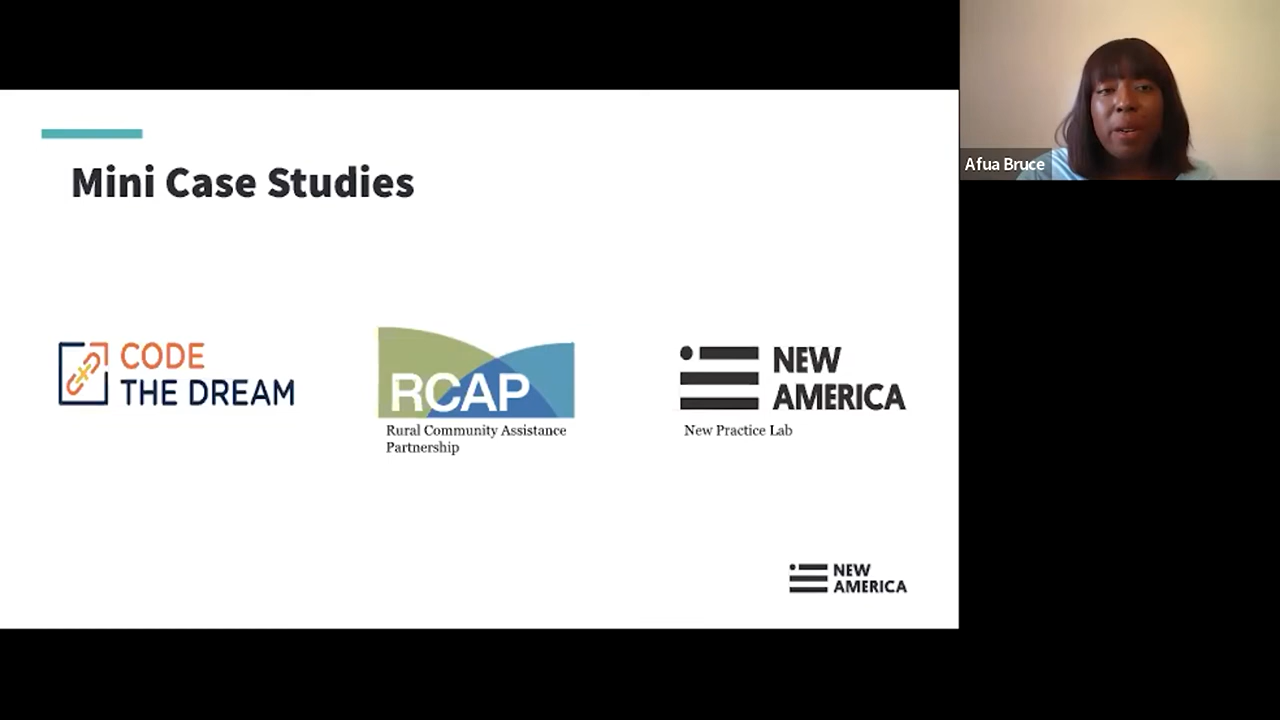 Mini Case Studies
CODE
THE DREAM
RCAP
Rural Community Assistance
Partnership
NEW
AMERICA
New Practice Lab
NEW
AMERICA
Afua Bruce